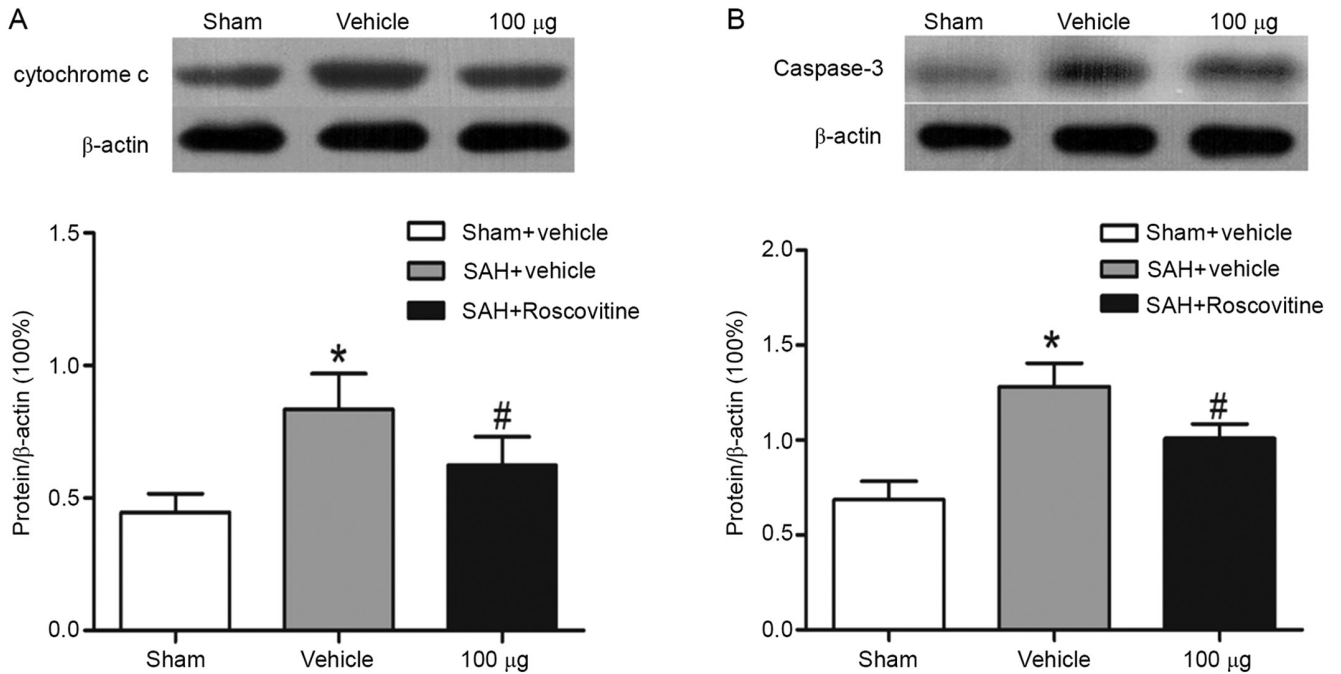 A
Sham Vehicle 100 μg
cytochrome c
β-actin
1.5
1.0
0.5
0.0
Protein/β-actin (100%)
Sham+vehicle
SAH+vehicle
SAH+Roscovitine
*
#
Sham Vehicle 100 μg
B
Sham Vehicle 100 μg
Caspase-3
β-actin
2.0
1.5
1.0
0.5
0.0
Protein/β-actin (100%)
Sham+vehicle
SAH+vehicle
SAH+Roscovitine
*
#
Sham Vehicle 100 μg